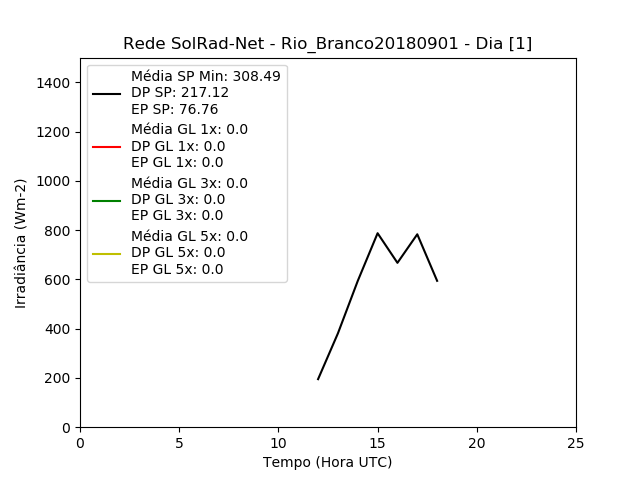 Rede SolRad-Net - Rio_Branco20180901 - Dia [1]
Média SP Min: 308.49
DP SP: 217.12
EP SP: 76.76
Média GL 1x: 0.0
DP GL 1x: 0.0
EP GL 1x: 0.0
Média GL 3x: 0.0
DP GL 3x: 0.0
EP GL 3x: 0.0
Média GL 5x: 0.0
DP GL 5x: 0.0
EP GL 5x: 0.0
Irradiância (Wm-2)
1400
1200
1000
800
600
400
200
0
0 5 10 15 20 25
Tempo (Hora UTC)